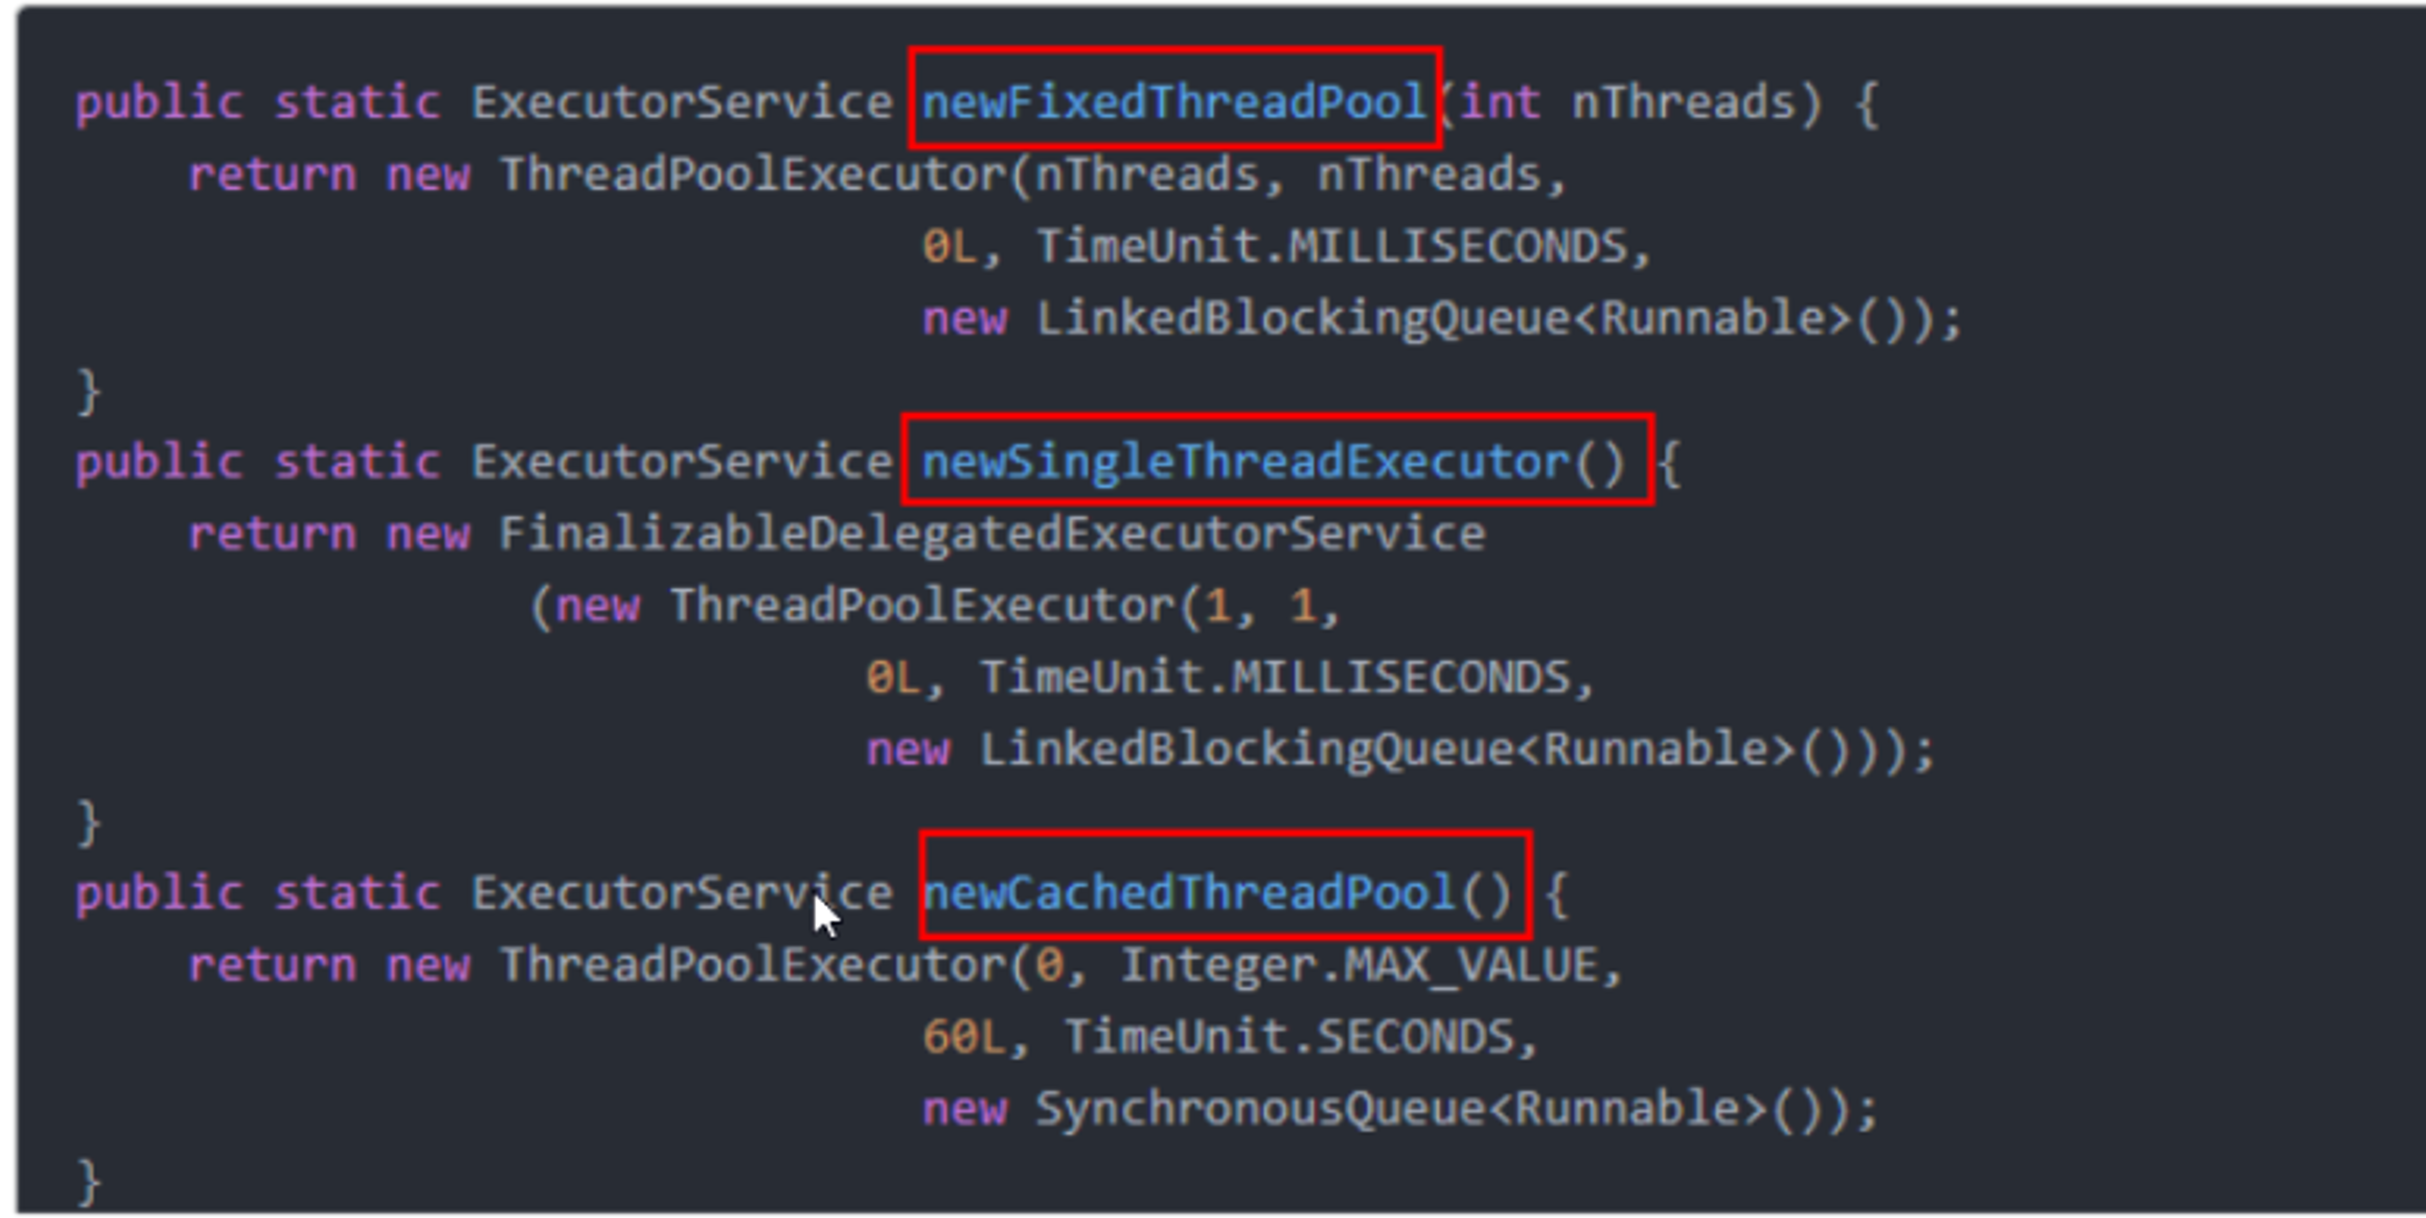 public static ExecutorService newFixedThreadPool(int nThreads) {
return new ThreadPoolExecutor(nThreads, nThreads,
0L, TimeUnit.MILLISECONDS,
new LinkedBlockingQueue<Runnable>());
}
public static ExecutorService newSingleThreadExecutor() {
return new FinalizableDelegatedExecutorService
(new ThreadPoolExecutor(1, 1,
0L, TimeUnit.MILLISECONDS,
new LinkedBlockingQueue<Runnable>()));
}
public static ExecutorService newCachedThreadPool() {
return new ThreadPoolExecutor(0, Integer.MAX_VALUE,
60L, TimeUnit.SECONDS,
new SynchronousQueue<Runnable>());
}